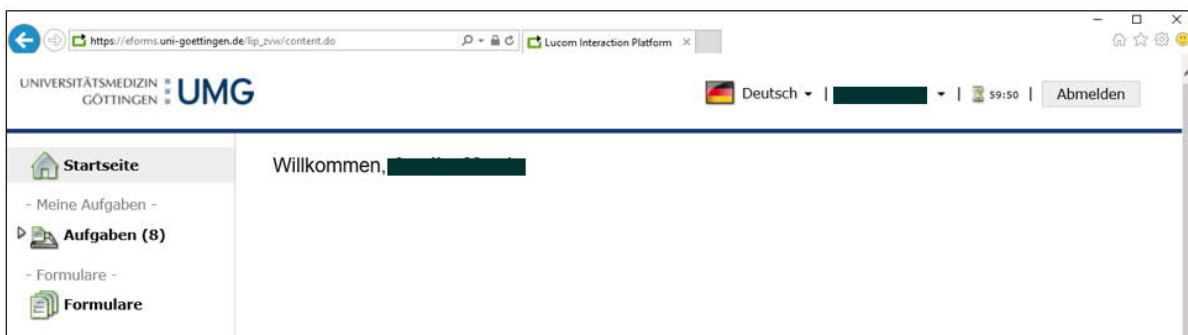 https://eforms.uni-goettingen.de/lip_zvw/content.do
Lucom Interaction Platform
UNIVERSITÄTSMEDIZIN
GÖTTINGEN
UMG
Deutsch
|
|
59:50
|
Abmelden
Startseite
Willkommen,
- Meine Aufgaben -
Aufgaben (8)
- Formulare -
Formulare